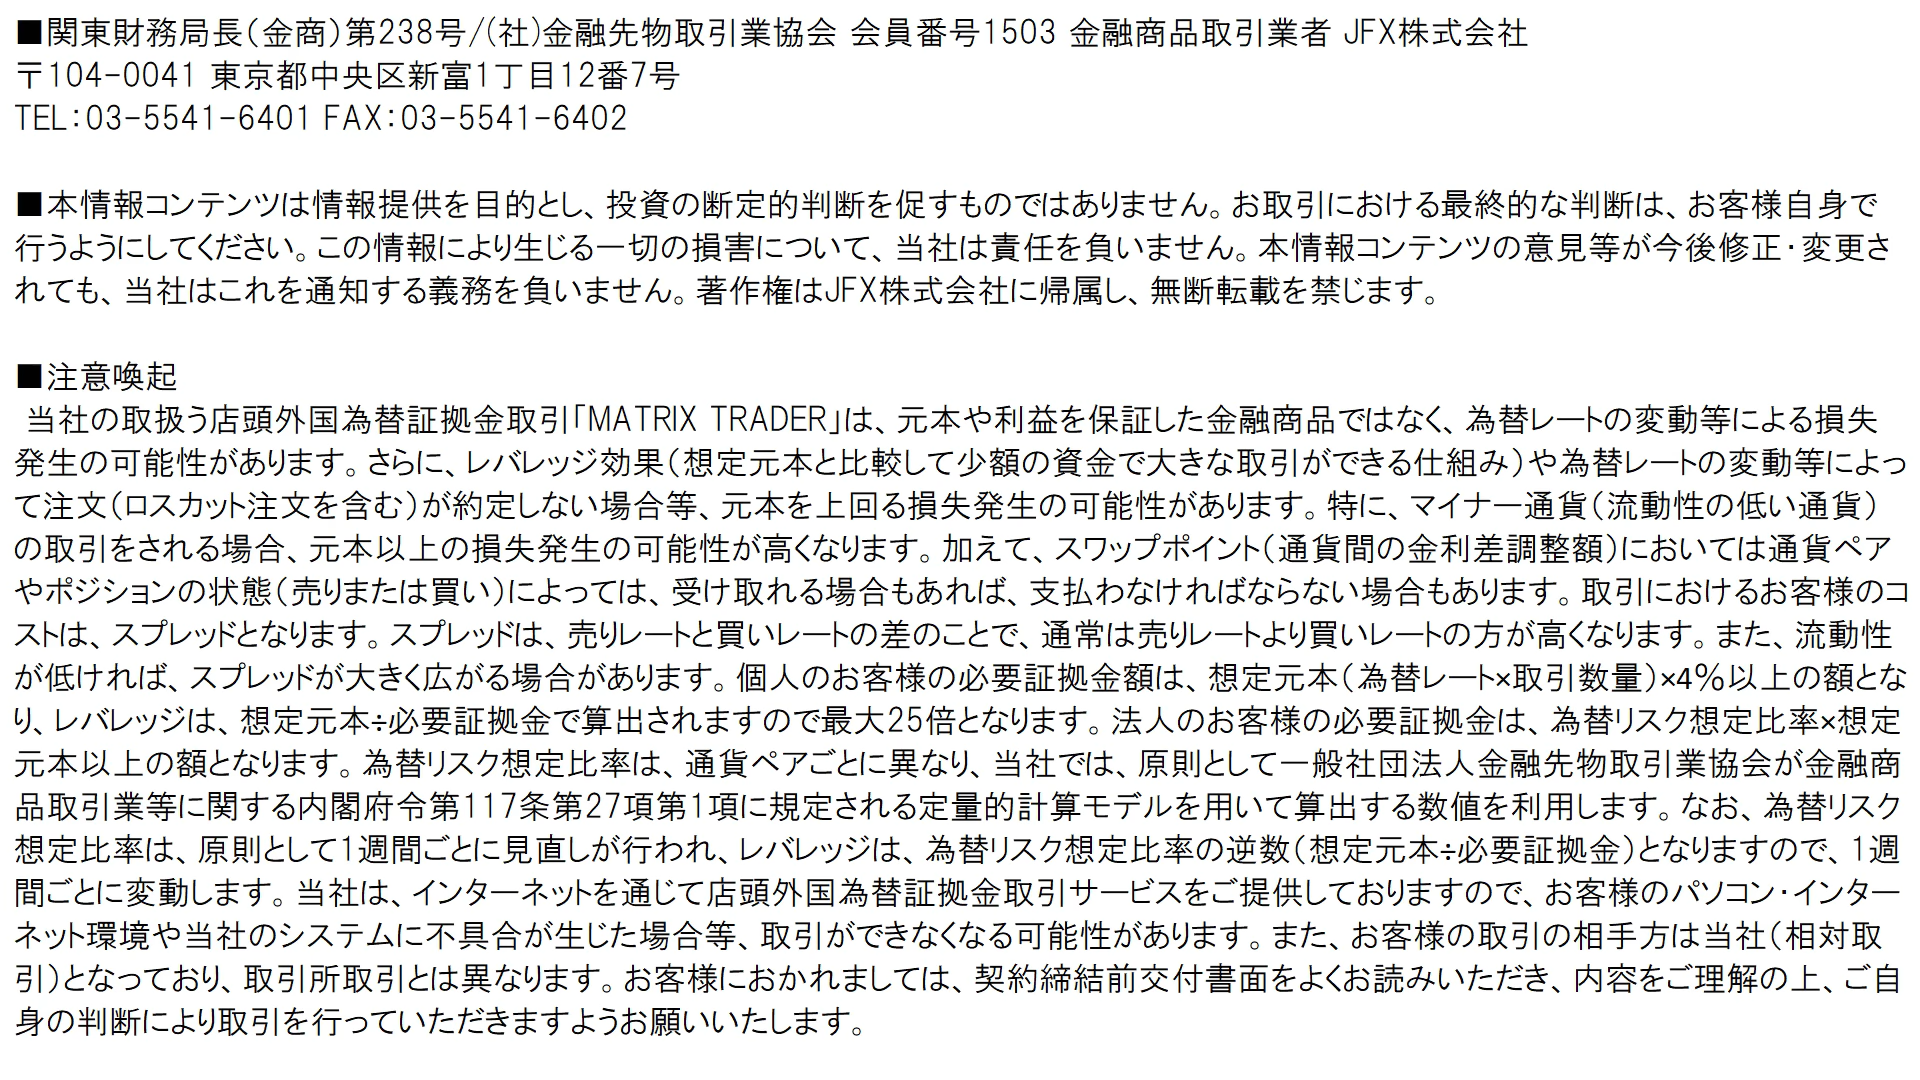 ■関東財務局長(金商)第238号/(社)金融先物取引業協会 会員番号1503 金融商品取引業者 JFX株式会社
〒104-0041 東京都中央区新富1丁目12番7号
TEL:03-5541-6401 FAX:03-5541-6402
■本情報コンテンツは情報提供を目的とし、投資の断定的判断を促すものではありません。お取引における最終的な判断は、お客様自身で
行うようにしてください。この情報により生じる一切の損害について、当社は責任を負いません。本情報コンテンツの意見等が今後修正・変更さ
れても、当社はこれを通知する義務を負いません。著作権はJFX株式会社に帰属し、無断転載を禁じます。
■注意喚起
当社の取扱う店頭外国為替証拠金取引「MATRIX TRADER」は、元本や利益を保証した金融商品ではなく、為替レートの変動等による損失
発生の可能性があります。さらに、レバレッジ効果(想定元本と比較して少額の資金で大きな取引ができる仕組み)や為替レートの変動等によっ
て注文(ロスカット注文を含む)が約定しない場合等、元本を上回る損失発生の可能性があります。特に、マイナー通貨(流動性の低い通貨)
の取引をされる場合、元本以上の損失発生の可能性が高くなります。加えて、スワップポイント(通貨間の金利差調整額)においては通貨ペア
やポジションの状態(売りまたは買い)によっては、受け取れる場合もあれば、支払わなければならない場合もあります。取引におけるお客様のコ
ストは、スプレッドとなります。スプレッドは、売りレートと買いレートの差のことで、通常は売りレートより買いレートの方が高くなります。また、流動性
が低ければ、スプレッドが大きく広がる場合があります。個人のお客様の必要証拠金額は、想定元本(為替レート×取引数量)×4%以上の額とな
り、レバレッジは、想定元本÷必要証拠金で算出されますので最大25倍となります。法人のお客様の必要証拠金は、為替リスク想定比率×想定
元本以上の額となります。為替リスク想定比率は、通貨ペアごとに異なり、当社では、原則として一般社団法人金融先物取引業協会が金融商
品取引業等に関する内閣府令第117条第27項第1項に規定される定量的計算モデルを用いて算出する数値を利用します。なお、為替リスク
想定比率は、原則として1週間ごとに見直しが行われ、レバレッジは、為替リスク想定比率の逆数(想定元本÷必要証拠金)となりますので、1週
間ごとに変動します。当社は、インターネットを通じて店頭外国為替証拠金取引サービスをご提供しておりますので、お客様のパソコン・インター
ネット環境や当社のシステムに不具合が生じた場合等、取引ができなくなる可能性があります。また、お客様の取引の相手方は当社(相対取
引)となっており、取引所取引とは異なります。お客様におかれましては、契約締結前交付書面をよくお読みいただき、内容をご理解の上、ご自
身の判断により取引を行っていただきますようお願いいたします。